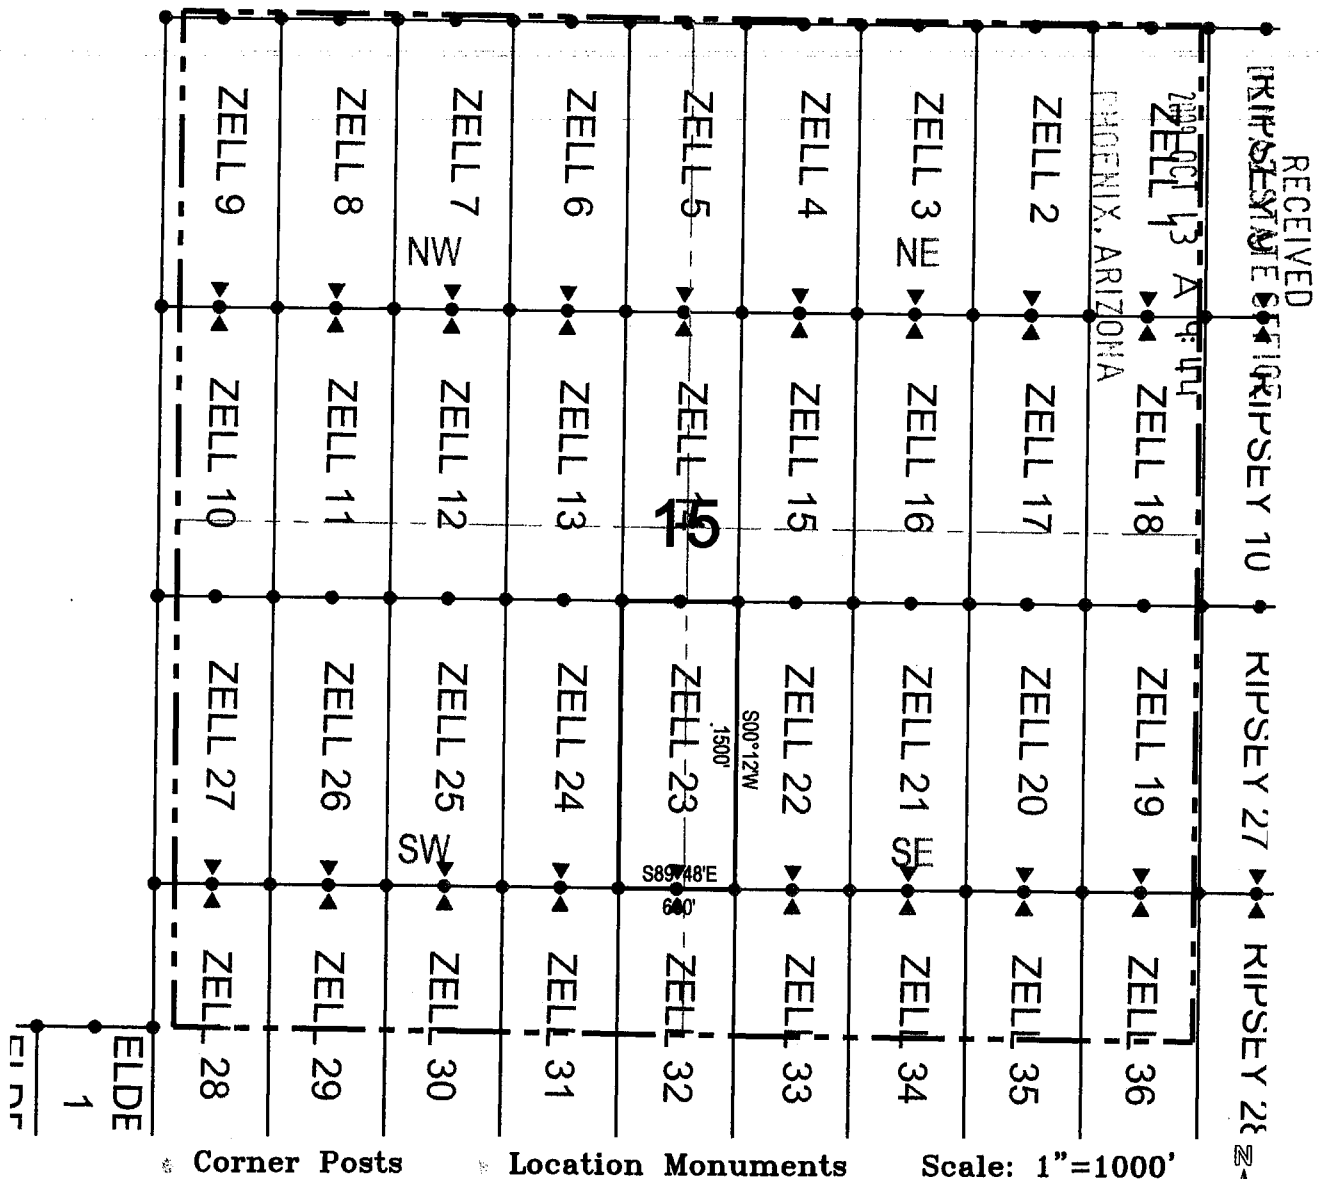 RECEIVED
PHOENIX, ARIZONA
ZELL 9
ZELL 8
ZELL 7
ZELL 6
ZELL 5
ZELL 4
ZELL 3
ZELL 2
ZELL 1
NW
NE
ZELL 10
ZELL 11
ZELL 12
ZELL 13
ZELL
15
ZELL 15
ZELL 16
ZELL 17
ZELL 18
RIPSEY 10
ZELL 27
ZELL 26
ZELL 25
ZELL 24
ZELL 23
S00°12'W
1500'
ZELL 22
ZELL 21
ZELL 20
ZELL 19
RIPSEY 27
SW
SE
S89°48'E
600'
ZELL 28
ZELL 29
ZELL 30
ZELL 31
ZELL 32
ZELL 33
ZELL 34
ZELL 35
ZELL 36
RIPSEY 28
ELDE
1
Corner Posts
Location Monuments
Scale: 1"=1000'
N